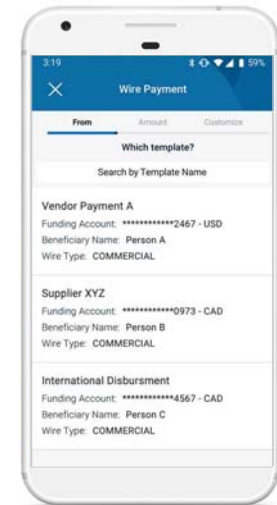 3:19 59%
Wire Payment
From Amount Customize
Which template?
Search by Template Name
Vendor Payment A
Funding Account: ************2467 - USD
Beneficiary Name: Person A
Wire Type: COMMERCIAL
Supplier XYZ
Funding Account: ************0973 - CAD
Beneficiary Name: Person B
Wire Type: COMMERCIAL
International Disbursment
Funding Account: ************4567 - CAD
Beneficiary Name: Person C
Wire Type: COMMERCIAL